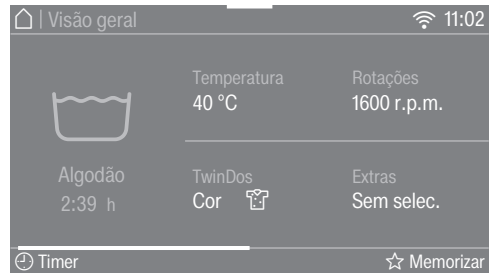 | Visão geral 11:02
Temperatura Rotações
40 °C 1600 r.p.m.
Algodão TwinDos Extras
2:39 h Cor Sem selec.
Timer Memorizar